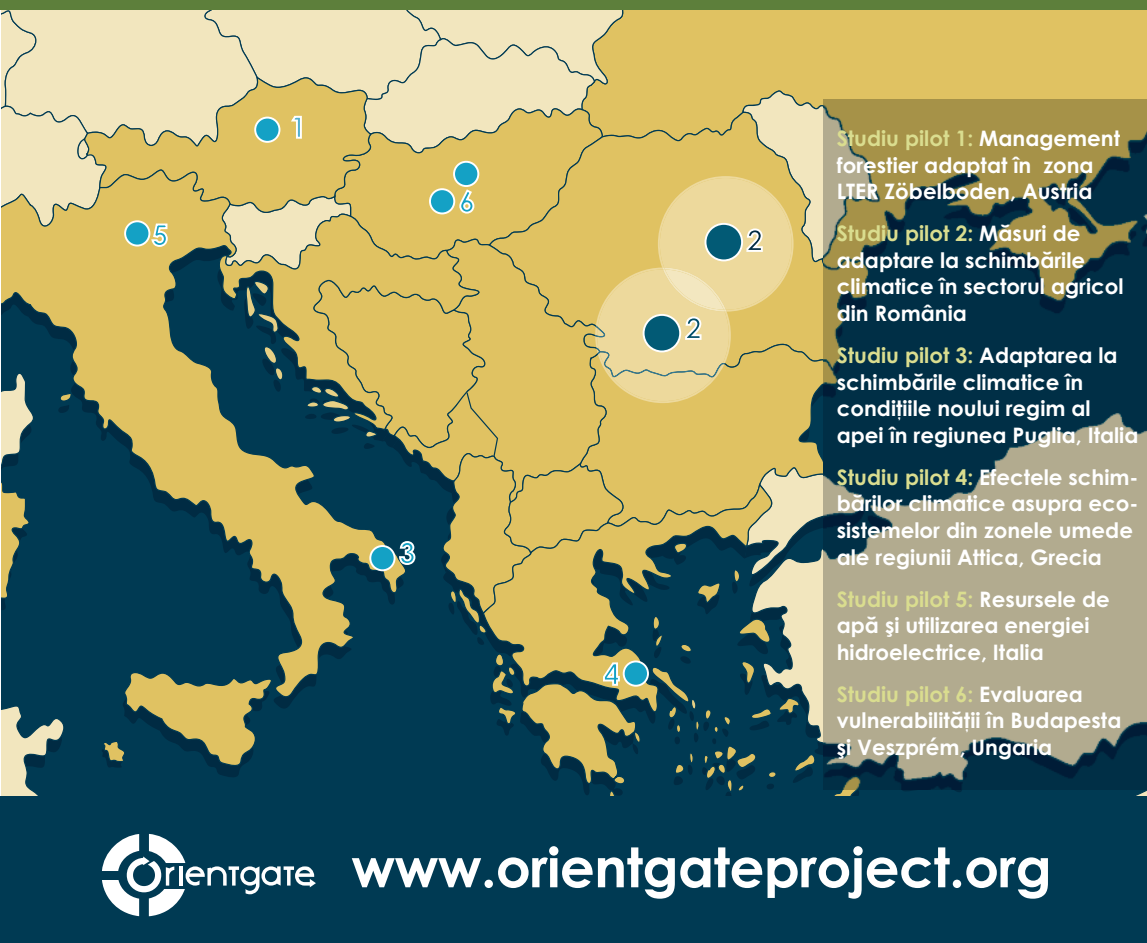 1
5
6
2
2
3
4
Studiu pilot 1: Management
forestier adaptat în zona
LTER Zöbelboden, Austria
Studiu pilot 2: Măsuri de
adaptare la schimbările
climatice în sectorul agricol
din România
Studiu pilot 3: Adaptarea la
schimbările climatice în
condițiile noului regim al
apei în regiunea Puglia, Italia
Studiu pilot 4: Efectele schim-
bărilor climatice asupra eco-
sistemelor din zonele umede
ale regiunii Attica, Grecia
Studiu pilot 5: Resursele de
apă şi utilizarea energiei
hidroelectrice, Italia
Studiu pilot 6: Evaluarea
vulnerabilității în Budapesta
şi Veszprém, Ungaria
Orientgate
www.orientgateproject.org